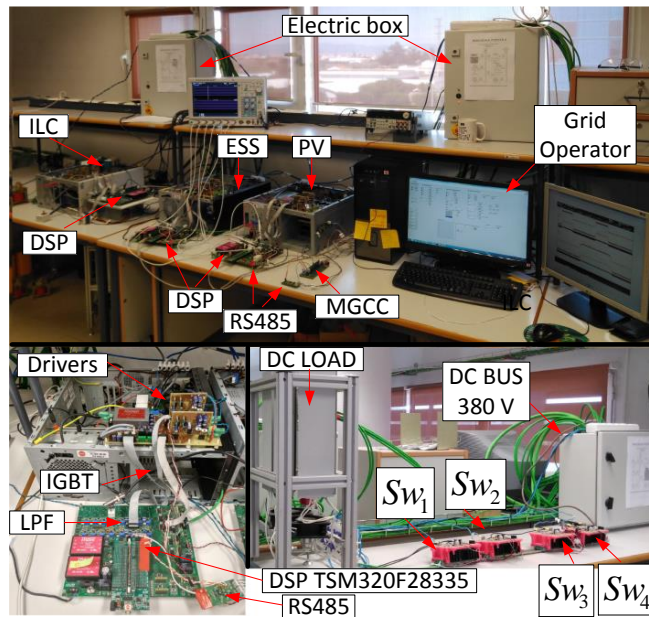 Electric box
ILC
ESS
PV
Grid
Operator
DSP
DSP
RS485
MGCC
ILC
Drivers
DC LOAD
DC BUS
380 V
IGBT
Sw1
Sw2
LPF
DSP TSM320F28335
RS485
Sw3
Sw4